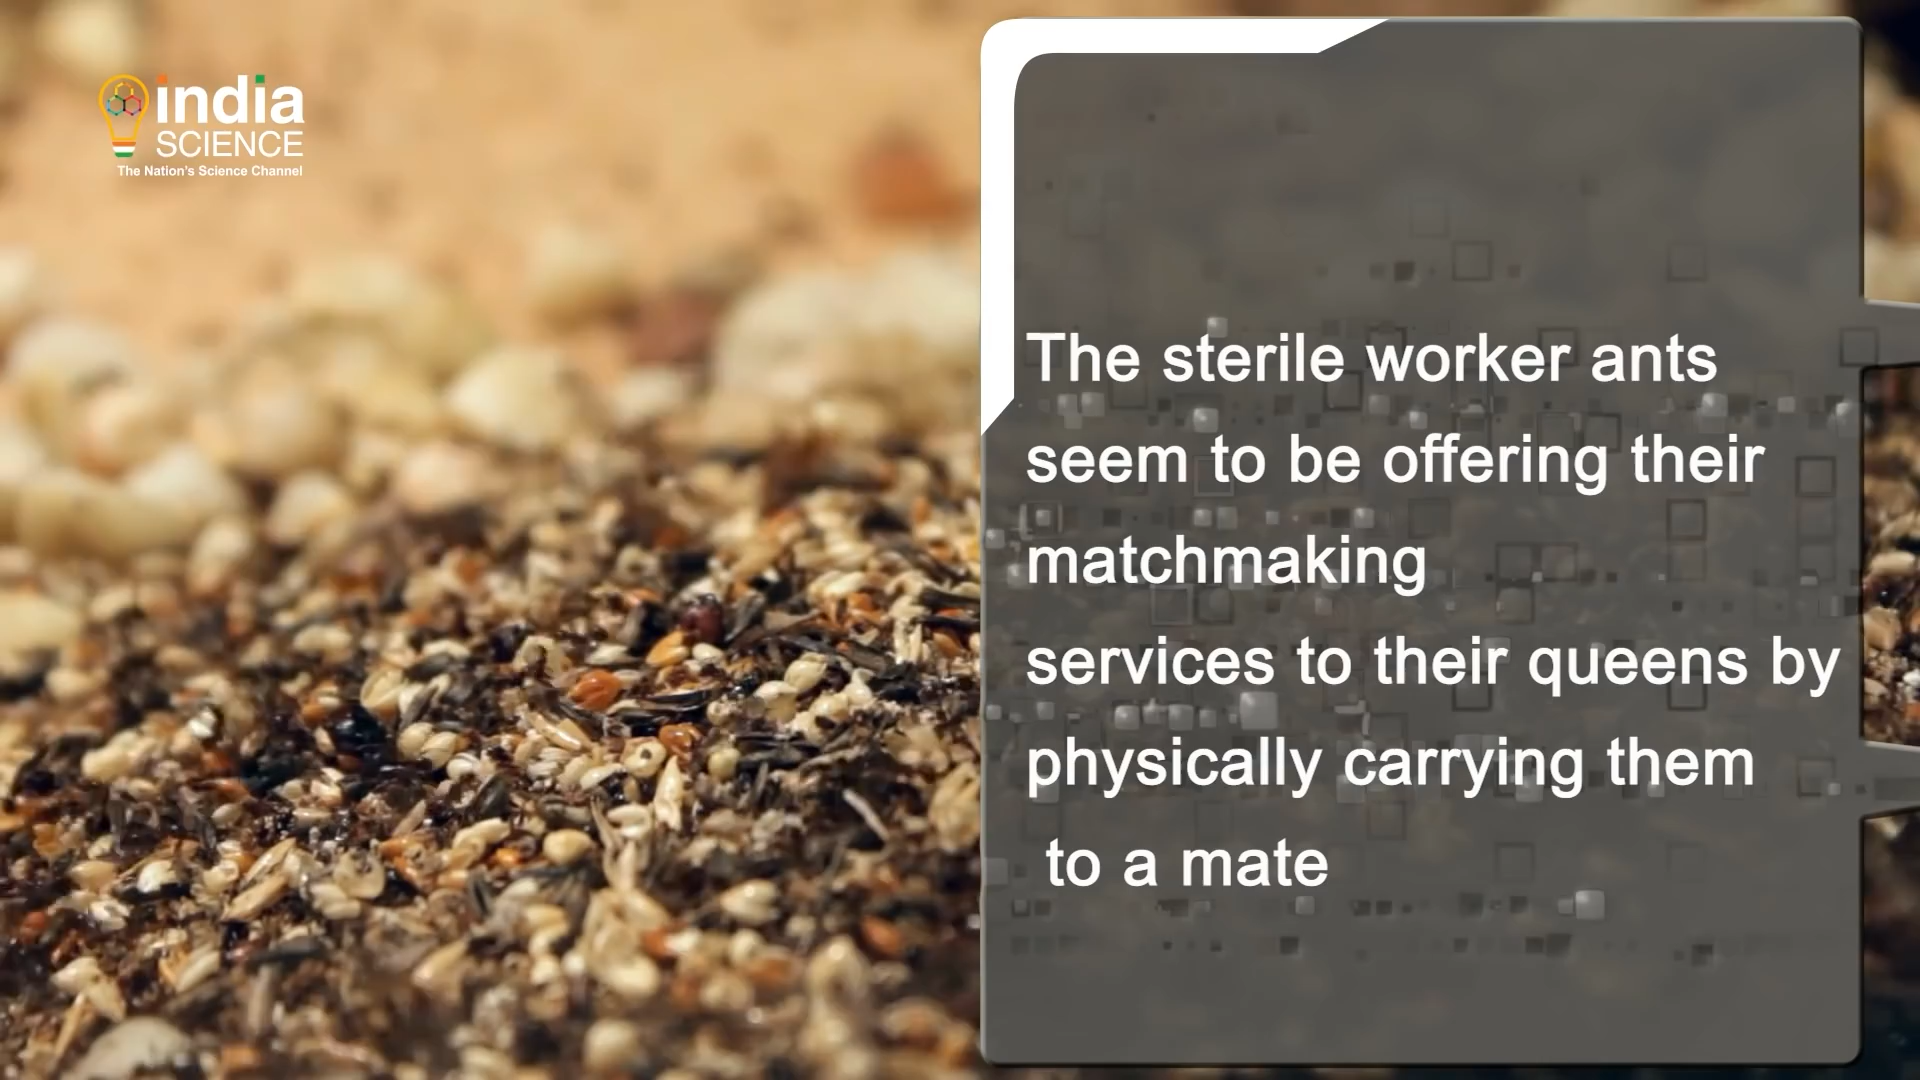 india
SCIENCE
The Nation's Science Channel
The sterile worker ants
seem to be offering their
matchmaking
services to their queens by
physically carrying them
to a mate